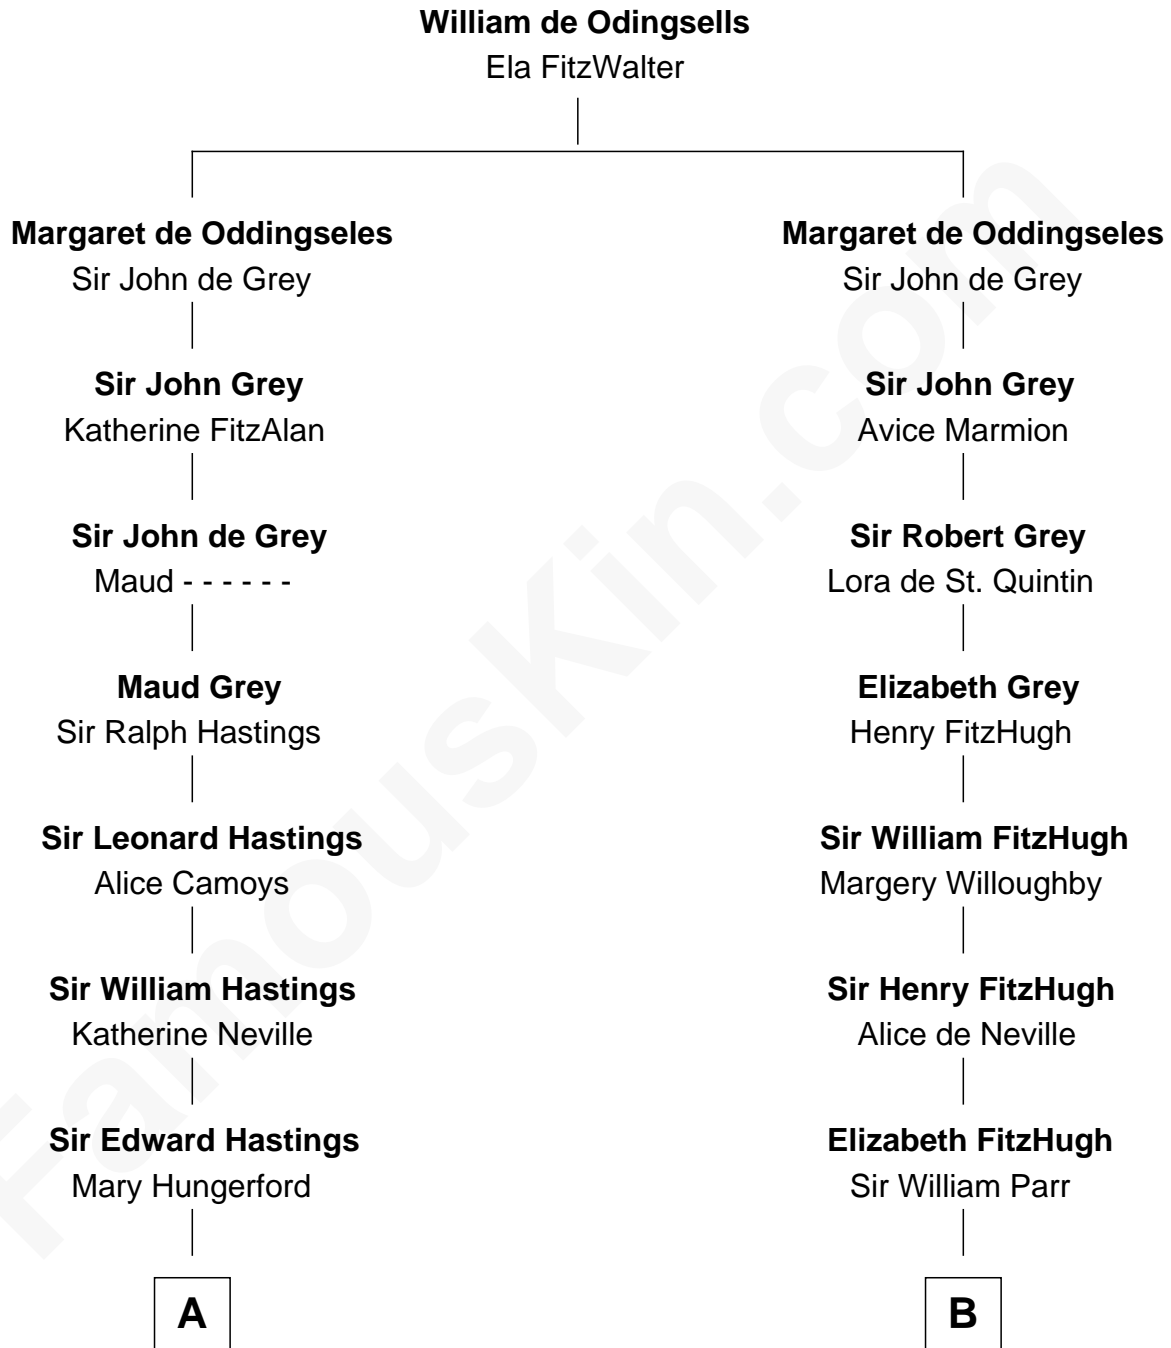 William de Odingsells
Ela FitzWalter
Margaret de Oddingseles
Sir John de Grey
Margaret de Oddingseles
Sir John de Grey
Sir John Grey
Katherine FitzAlan
Sir John Grey
Avice Marmion
Sir John de Grey
Maud - - - - - -
Sir Robert Grey
Lora de St. Quintin
Maud Grey
Sir Ralph Hastings
Elizabeth Grey
Henry FitzHugh
Sir Leonard Hastings
Alice Camoys
Sir William FitzHugh
Margery Willoughby
Sir William Hastings
Katherine Neville
Sir Henry FitzHugh
Alice de Neville
Sir Edward Hastings
Mary Hungerford
Elizabeth FitzHugh
Sir William Parr
A
B
FamousKin.com